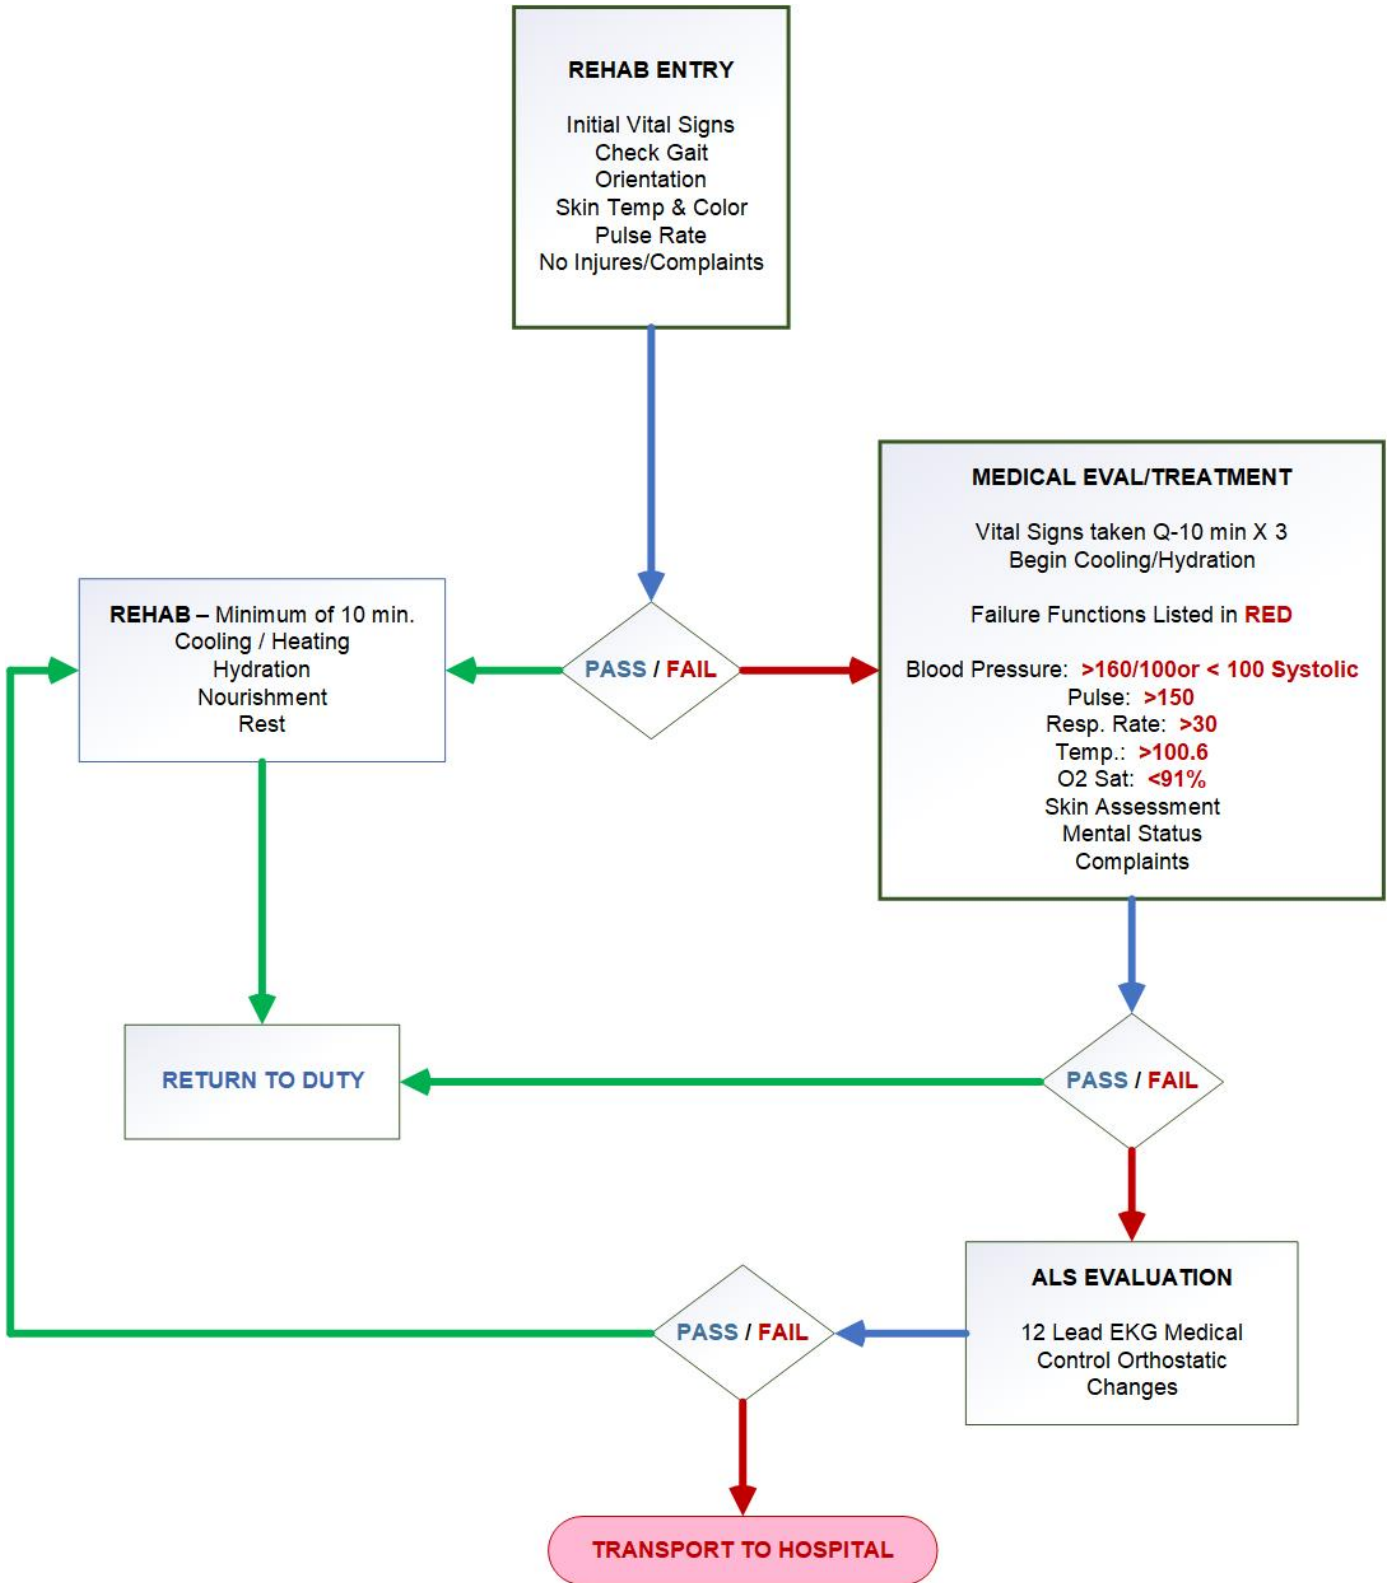 REHAB ENTRY
Initial Vital Signs
Check Gait
Orientation
Skin Temp & Color
Pulse Rate
No Injures/Complaints
MEDICAL EVAL/TREATMENT
Vital Signs taken Q-10 min X 3
Begin Cooling/Hydration
Failure Functions Listed in RED
Blood Pressure: >160/100or < 100 Systolic
Pulse: >150
Resp. Rate: >30
Temp.: >100.6
O2 Sat: <91%
Skin Assessment
Mental Status
Complaints
REHAB – Minimum of 10 min.
Cooling / Heating
Hydration
Nourishment
Rest
PASS / FAIL
RETURN TO DUTY
PASS / FAIL
ALS EVALUATION
12 Lead EKG Medical
Control Orthostatic
Changes
PASS / FAIL
TRANSPORT TO HOSPITAL